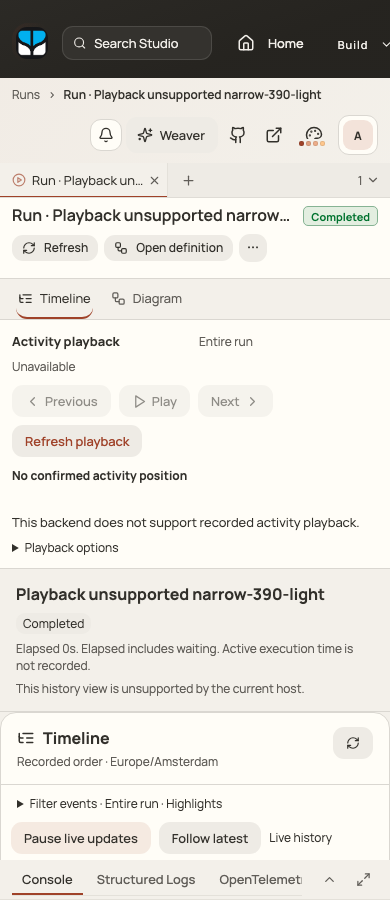 Search Studio
Home
Build
Runs > Run · Playback unsupported narrow-390-light
Weaver
A
Run · Playback un...
1
Run · Playback unsupported narrow...
Completed
Refresh
Open definition
Timeline
Diagram
Activity playback
Entire run
Unavailable
Previous
Play
Next
Refresh playback
No confirmed activity position
This backend does not support recorded activity playback.
Playback options
Playback unsupported narrow-390-light
Completed
Elapsed 0s. Elapsed includes waiting. Active execution time is
not recorded.
This history view is unsupported by the current host.
Timeline
Recorded order · Europe/Amsterdam
Filter events · Entire run · Highlights
Pause live updates
Follow latest
Live history
Console
Structured Logs
OpenTelemet